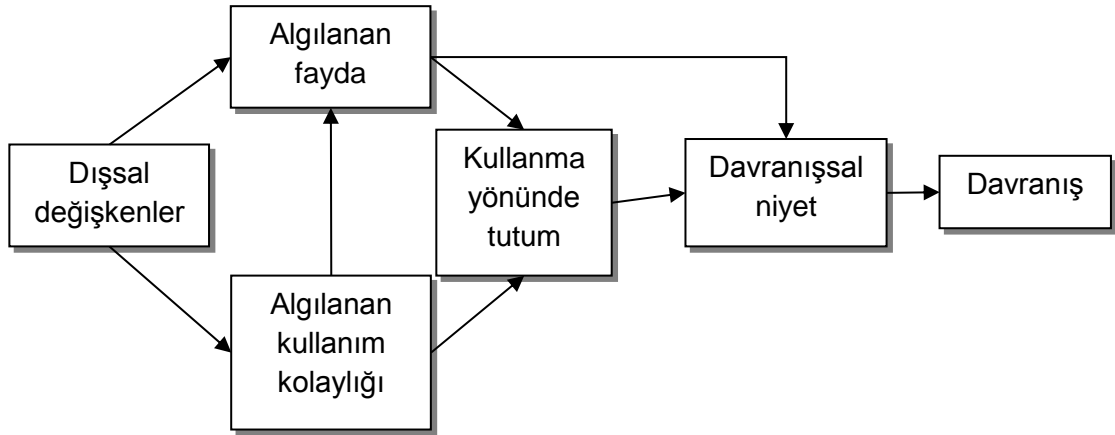 Algılanan
fayda
Dışsal
değişkenler
Kullanma
yönünde
tutum
Davranışsal
niyet
Davranış
Algılanan
kullanım
kolaylığı